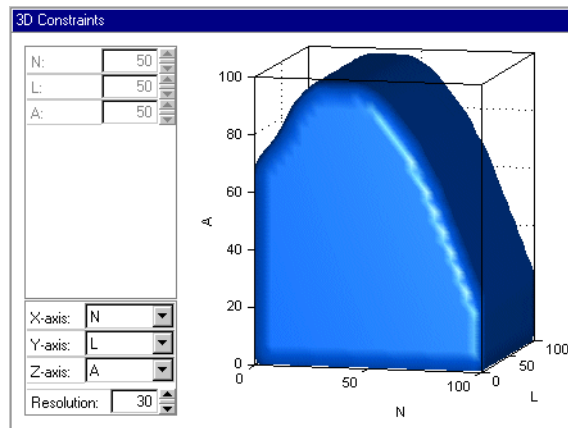 3D Constraints
N: 50
L: 50
A: 50
X-axis: N
Y-axis: L
Z-axis: A
Resolution: 30
100
80
60
40
20
0
A
0
50
100
N
0
50
100
L